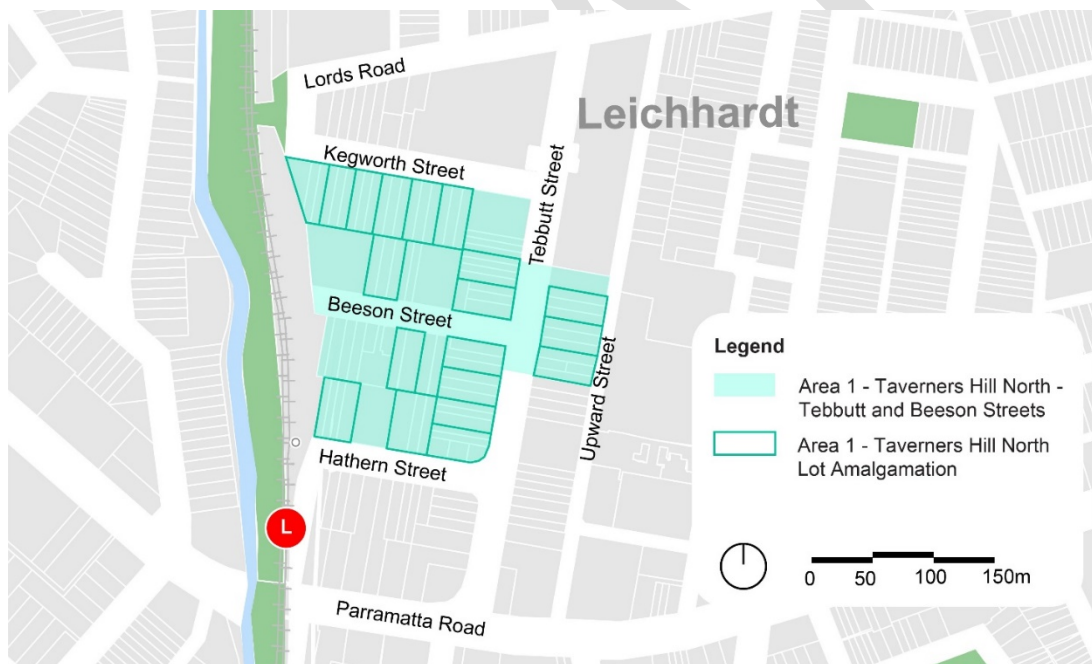 Lords Road
Leichhardt
Kegworth Street
Tebbutt Street
Beeson Street
Upward Street
Hathern Street
L
Parramatta Road
Legend
Area 1 - Taverners Hill North -
Tebbutt and Beeson Streets
Area 1 - Taverners Hill North
Lot Amalgamation
0 50 100 150m